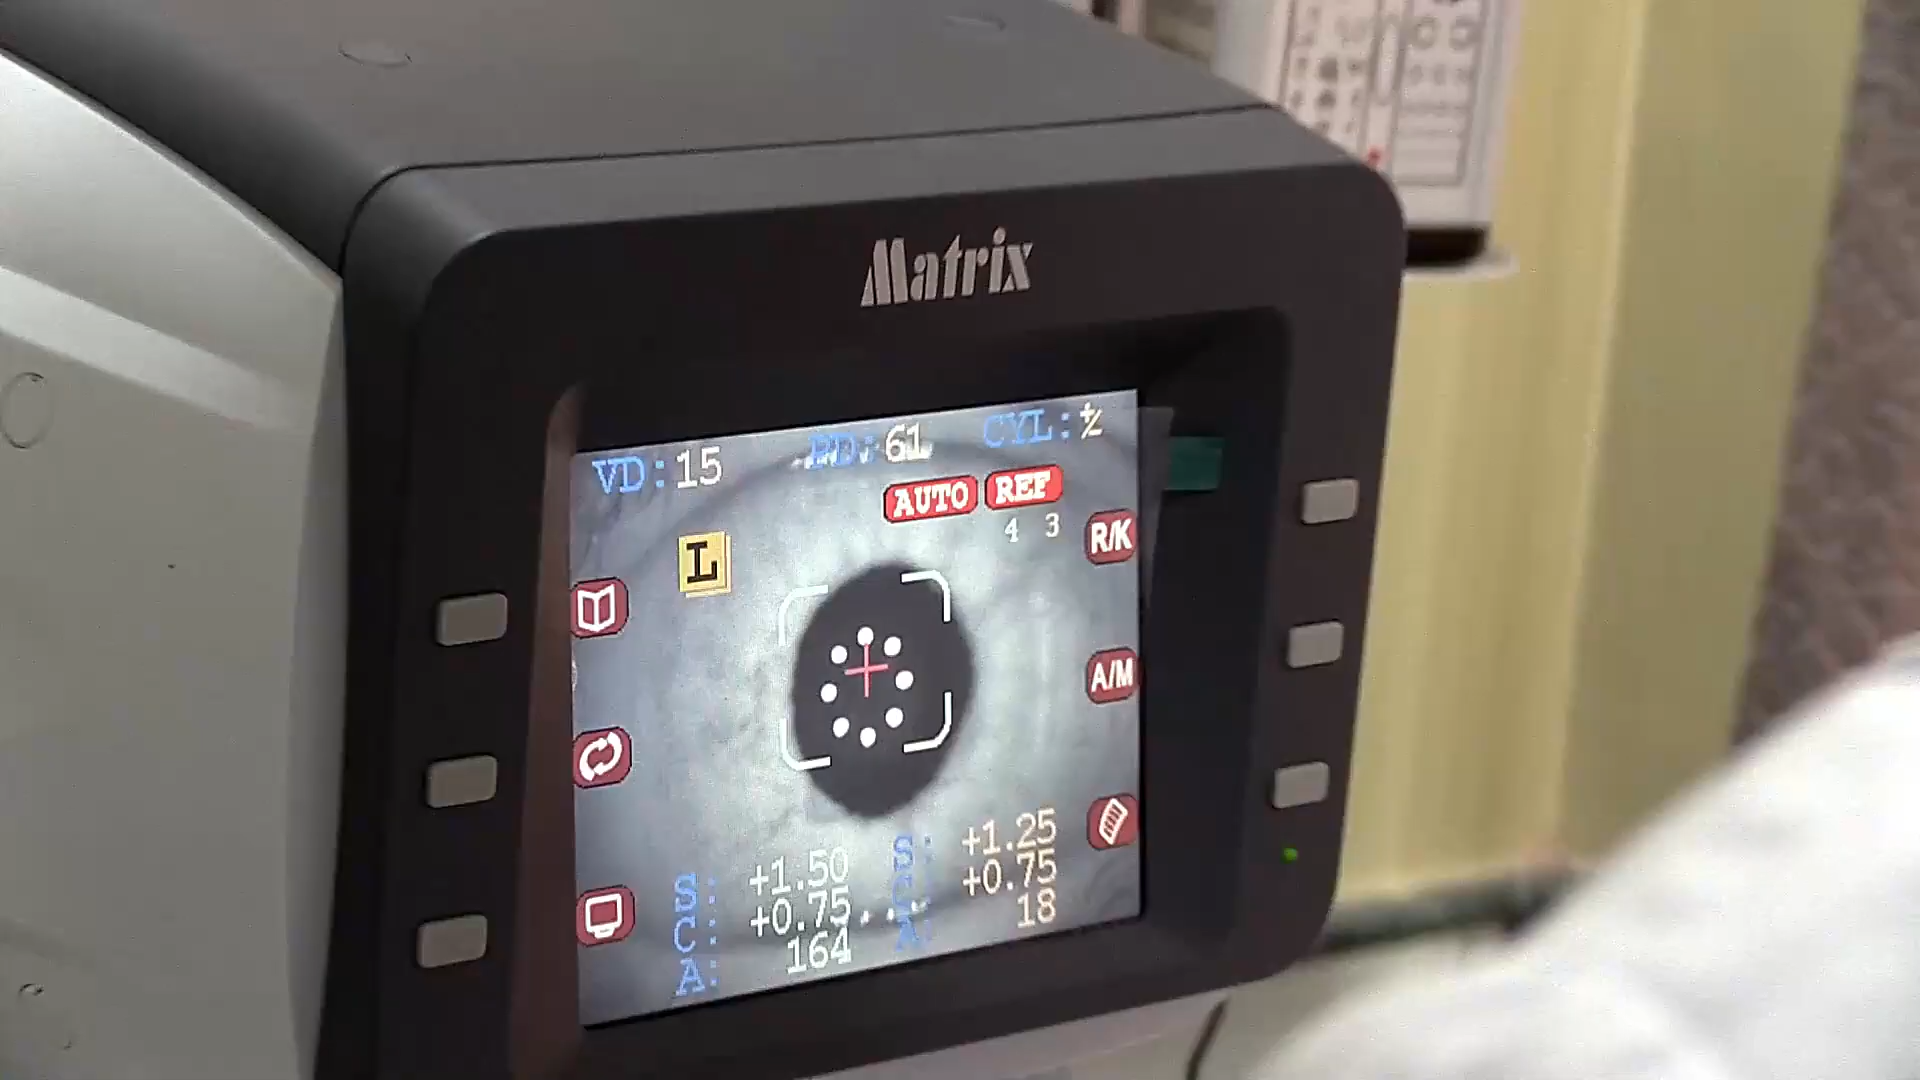 Matrix
VD:15 PD:61 CYL:±
AUTO REF
4 3
R/K
L
A/M
S: +1.50 S: +1.25
C: +0.75 C: +0.75
A: 164 A: 18